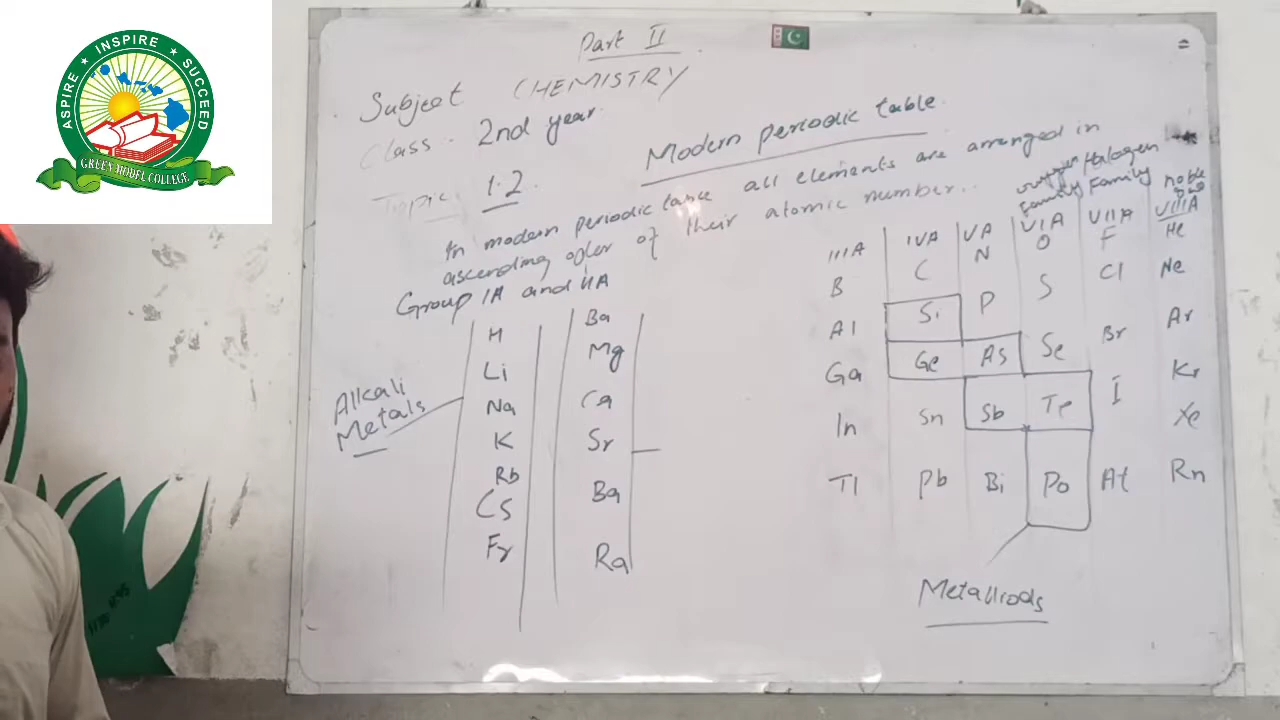 ASPIRE ★ INSPIRE ★ SUCCEED
GREEN MODEL COLLEGE
Part II
Subject CHEMISTRY
Class. 2nd year.
Topic 1.2.
Modern periodic table.
In modern periodic table all elements are arranged in
ascending of their atomic number..
Group IA and IIA
Alkali
Metals
H
Li
Na
K
Rb
Cs
Fr
Ba
Mg
Ca
Sr
Ba
Ra
Family
Halogen
Family
noble
IIIA IVA VA VIA VIIA VIIIA
B C N O F He
Al Si P S Cl Ne
Ga Ge As Se Br Ar
In Sn Sb Te I Kr
Xe
Tl Pb Bi Po At Rn
Metalliods